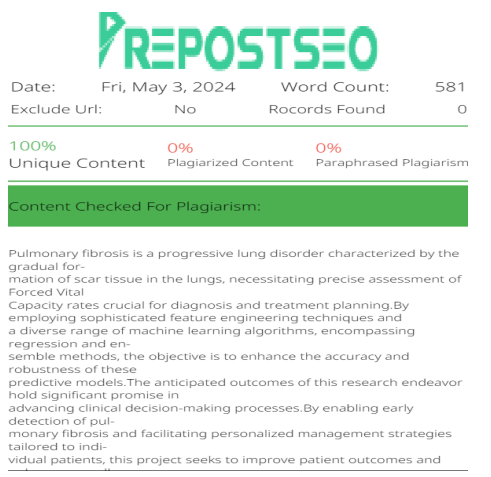 PREPOSTSEO
Date: Fri, May 3, 2024 Word Count: 581
Exclude Url: No Rocords Found 0
100% 0% 0%
Unique Content Plagiarized Content Paraphrased Plagiarism
Content Checked For Plagiarism:
Pulmonary fibrosis is a progressive lung disorder characterized by the
gradual for-
mation of scar tissue in the lungs, necessitating precise assessment of
Forced Vital
Capacity rates crucial for diagnosis and treatment planning.By
employing sophisticated feature engineering techniques and
a diverse range of machine learning algorithms, encompassing
regression and en-
semble methods, the objective is to enhance the accuracy and
robustness of these
predictive models.The anticipated outcomes of this research endeavor
hold significant promise in
advancing clinical decision-making processes.By enabling early
detection of pul-
monary fibrosis and facilitating personalized management strategies
tailored to indi-
vidual patients, this project seeks to improve patient outcomes and